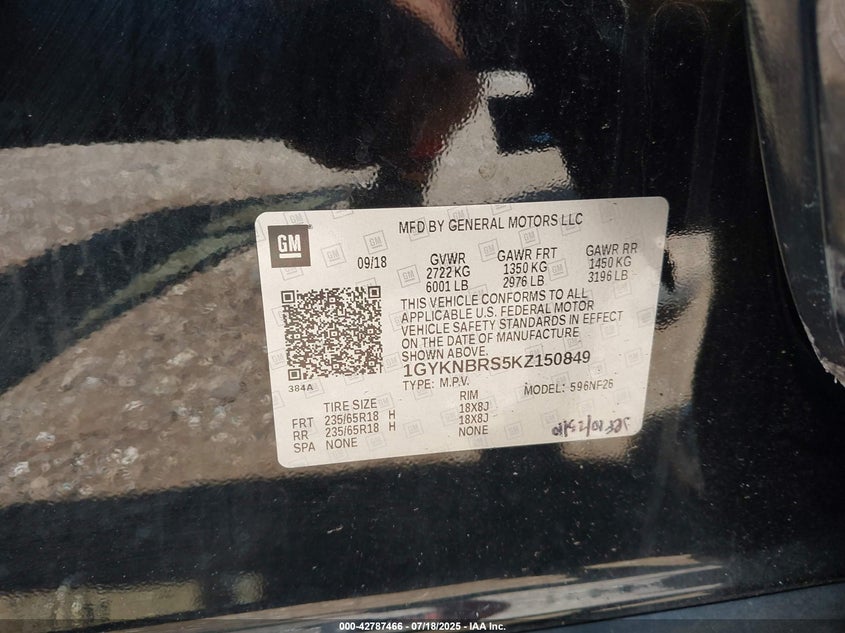 GM
MFD BY GENERAL MOTORS LLC
09/18
GVWR GAWR FRT GAWR RR
2722 KG 1350 KG 1450 KG
6001 LB 2976 LB 3196 LB
THIS VEHICLE CONFORMS TO ALL
APPLICABLE U.S. FEDERAL MOTOR
VEHICLE SAFETY STANDARDS IN EFFECT
ON THE DATE OF MANUFACTURE
SHOWN ABOVE.
1GYKNBRS5KZ150849
384A
TYPE: M.P.V. MODEL: 596NF26
TIRE SIZE RIM
FRT 235/65R18 H 18X8J
RR 235/65R18 H 18X8J
SPA NONE NONE
000-42787466 - 07/18/2025 - IAA Inc.